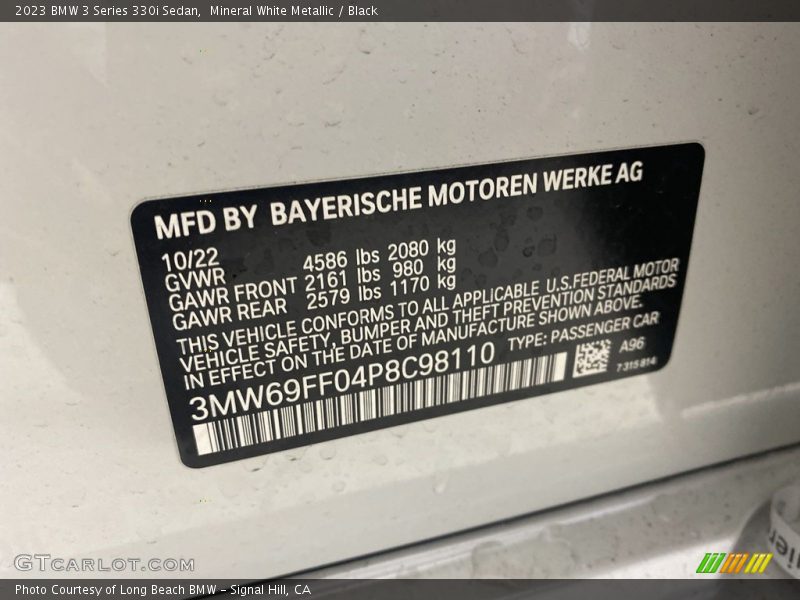 2023 BMW 3 Series 330i Sedan, Mineral White Metallic / Black
MFD BY BAYERISCHE MOTOREN WERKE AG
10/22
GVWR 4586 lbs 2080 kg
GAWR FRONT 2161 lbs 980 kg
GAWR REAR 2579 lbs 1170 kg
THIS VEHICLE CONFORMS TO ALL APPLICABLE U.S.FEDERAL MOTOR
VEHICLE SAFETY, BUMPER AND THEFT PREVENTION STANDARDS
IN EFFECT ON THE DATE OF MANUFACTURE SHOWN ABOVE.
3MW69FF04P8C98110 TYPE: PASSENGER CAR
A96
7315814
GTCARLOT.COM
Photo Courtesy of Long Beach BMW - Signal Hill, CA